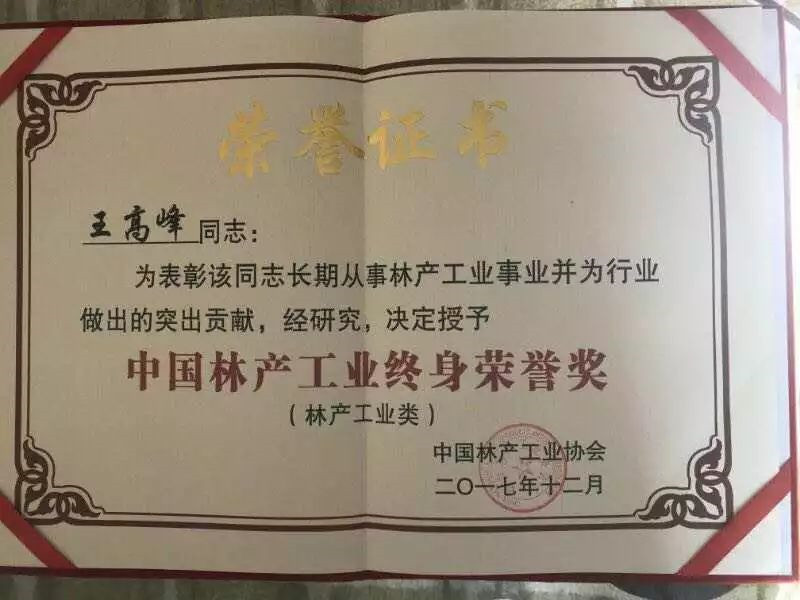 荣誉证书
王高峰同志：
为表彰该同志长期从事林产工业事业并为行业
做出的突出贡献，经研究，决定授予
中国林产工业终身荣誉奖
（林产工业类）
中国林产工业协会
二〇一七年十二月